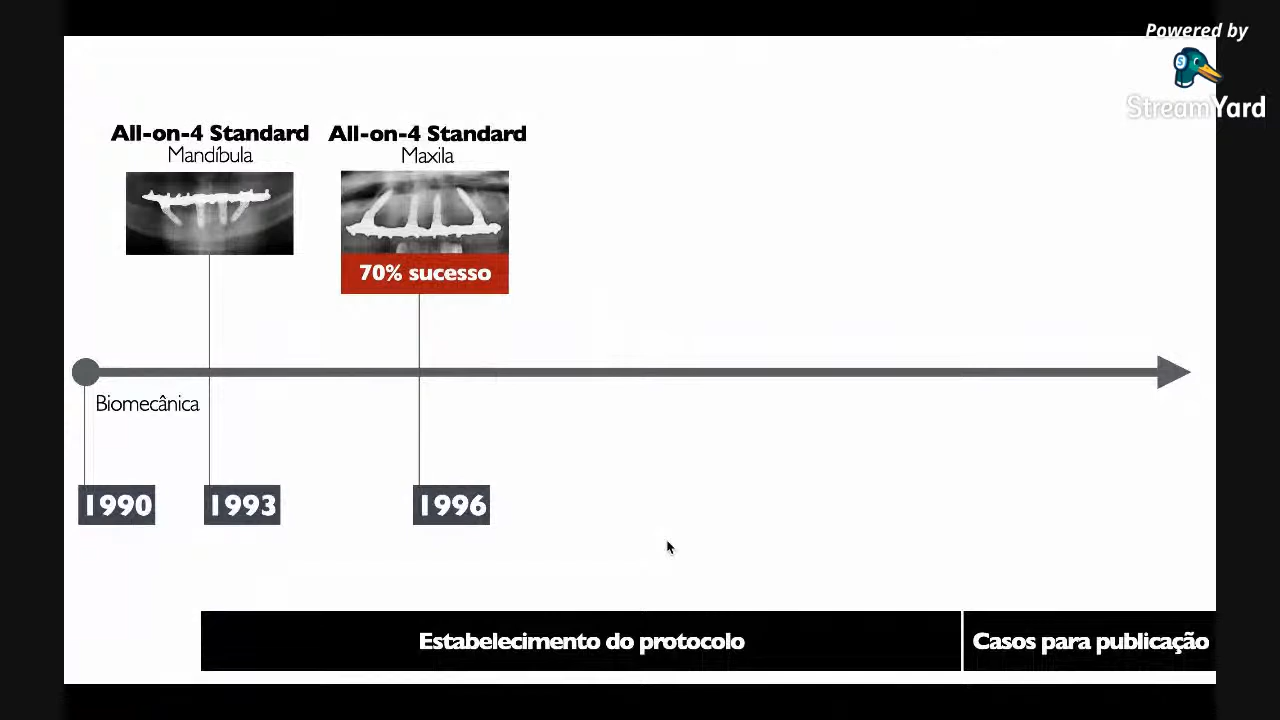 Powered by
StreamYard
All-on-4 Standard
Mandíbula
All-on-4 Standard
Maxila
70% sucesso
Biomecânica
1990
1993
1996
Estabelecimento do protocolo
Casos para publicação